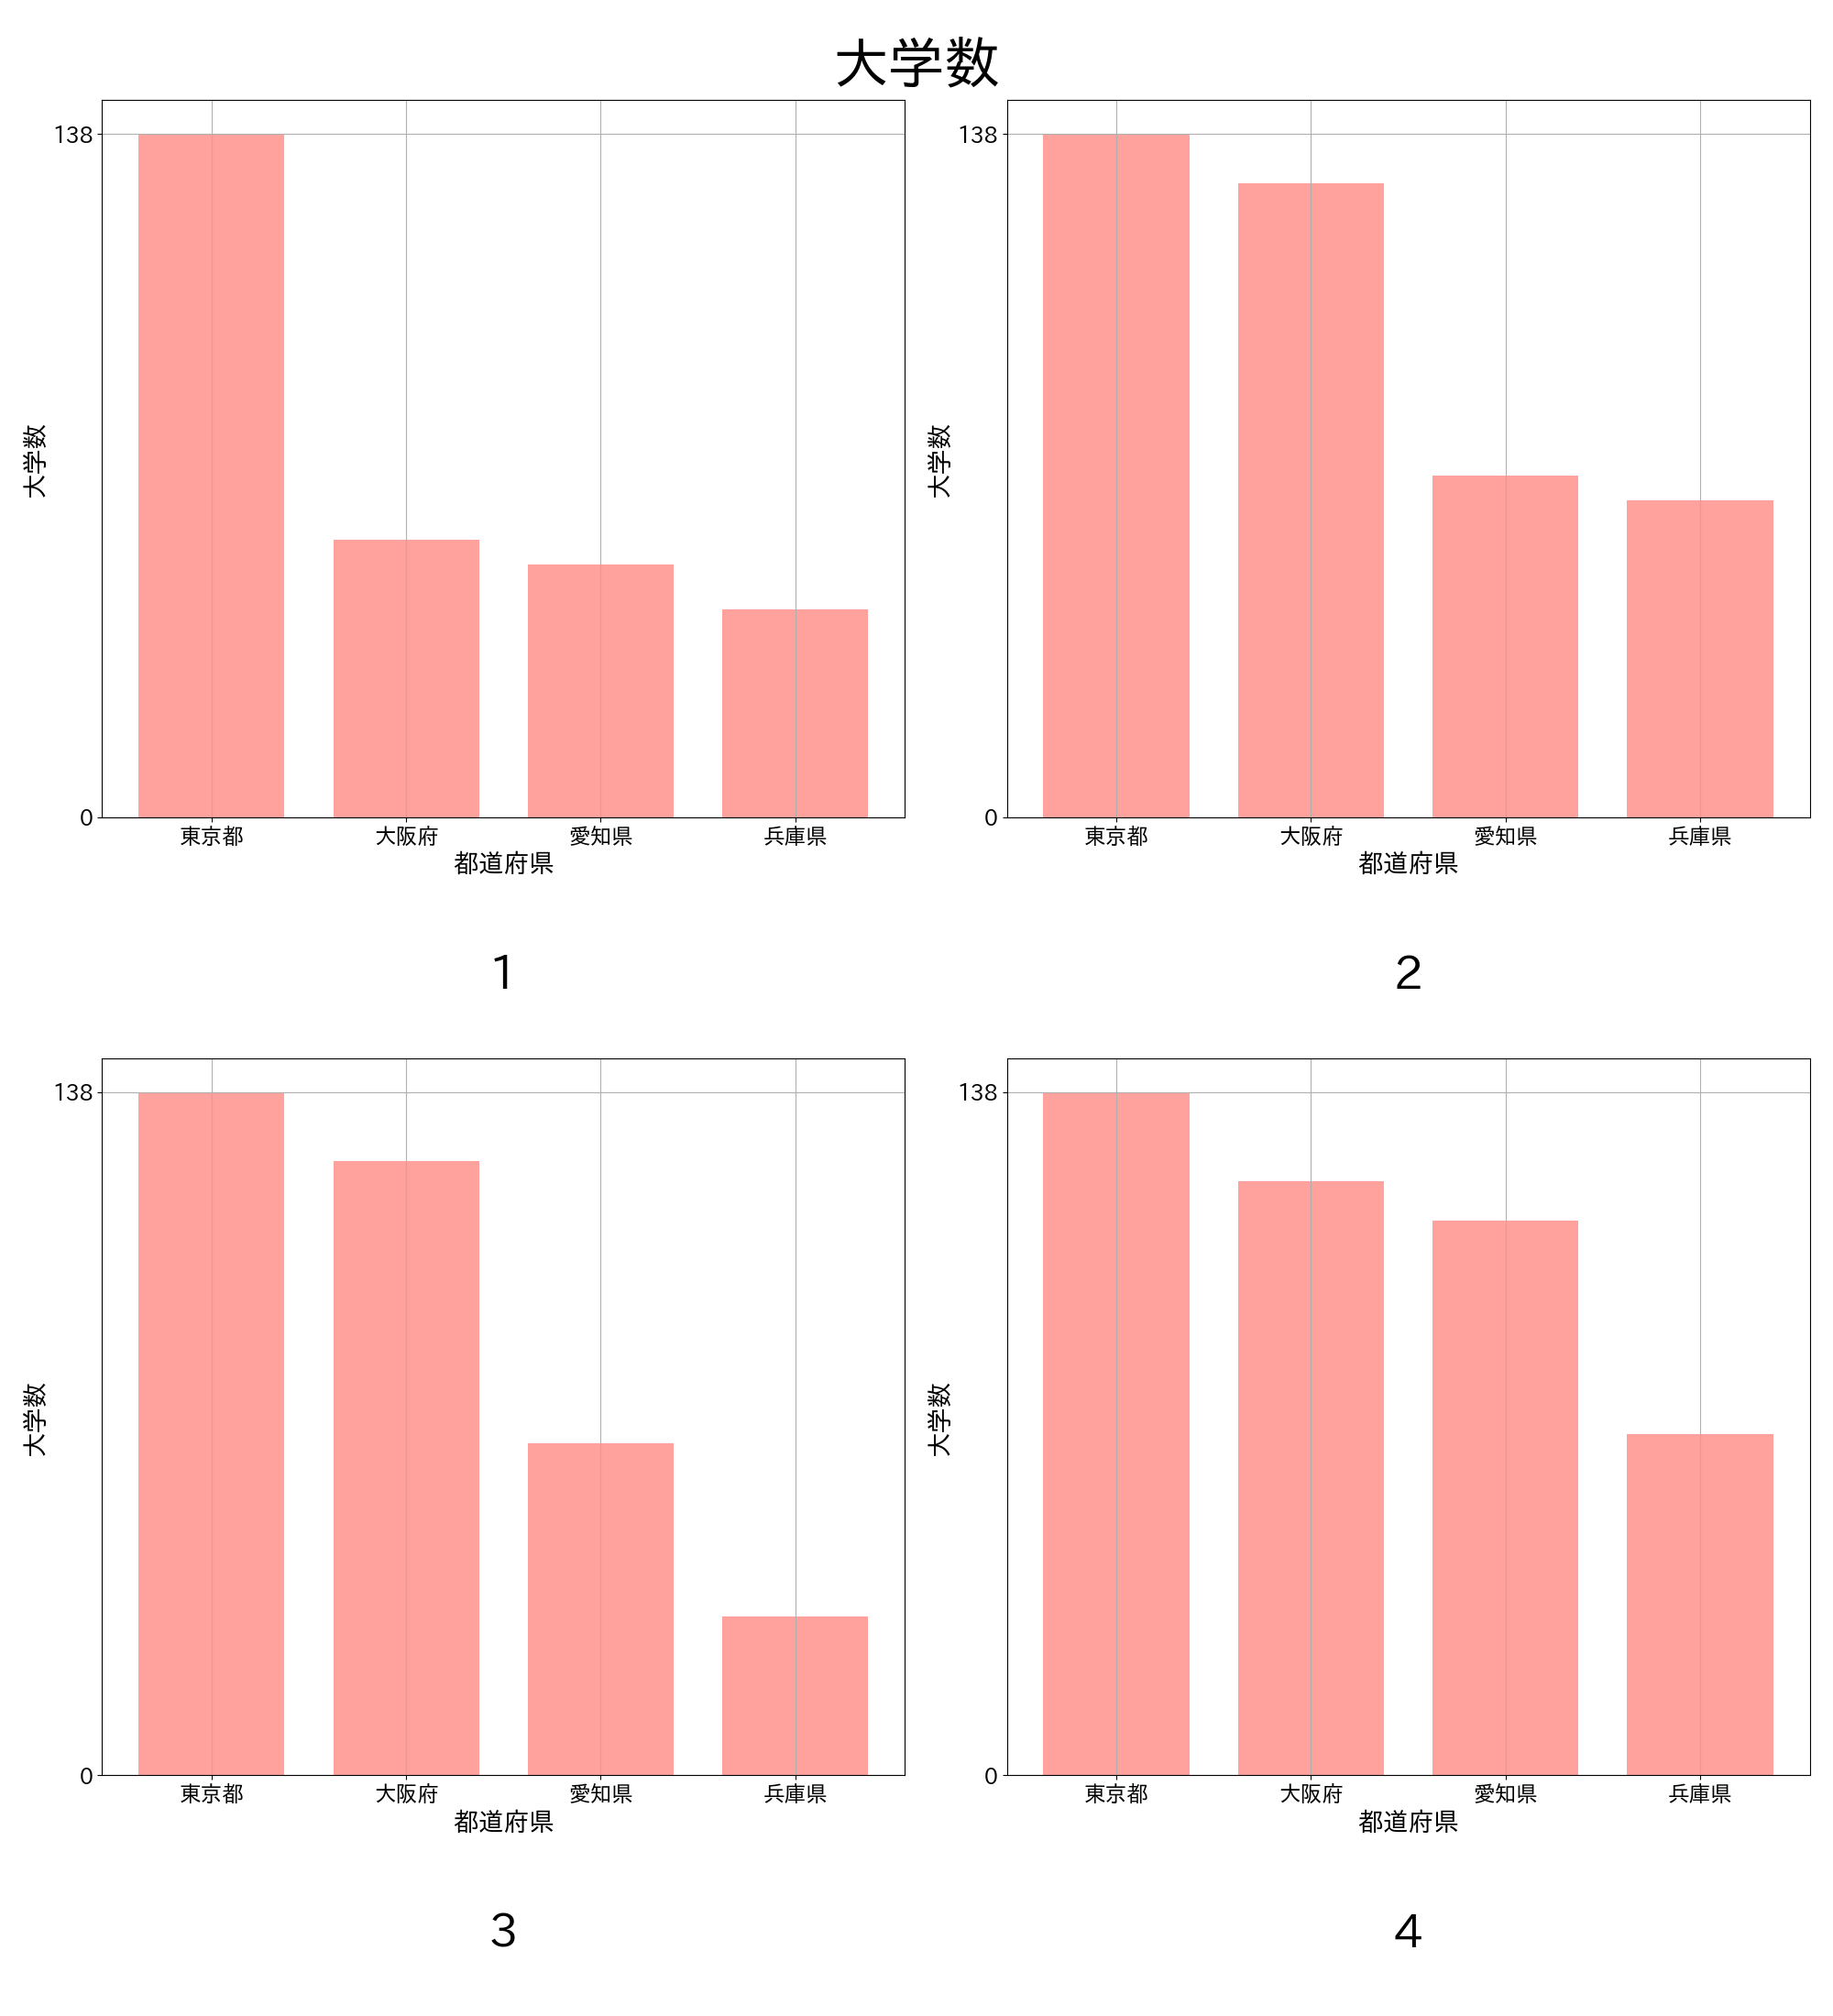 大学数
138
0
大学数
東京都 大阪府 愛知県 兵庫県
都道府県
1
138
0
大学数
東京都 大阪府 愛知県 兵庫県
都道府県
2
138
0
大学数
東京都 大阪府 愛知県 兵庫県
都道府県
3
138
0
大学数
東京都 大阪府 愛知県 兵庫県
都道府県
4